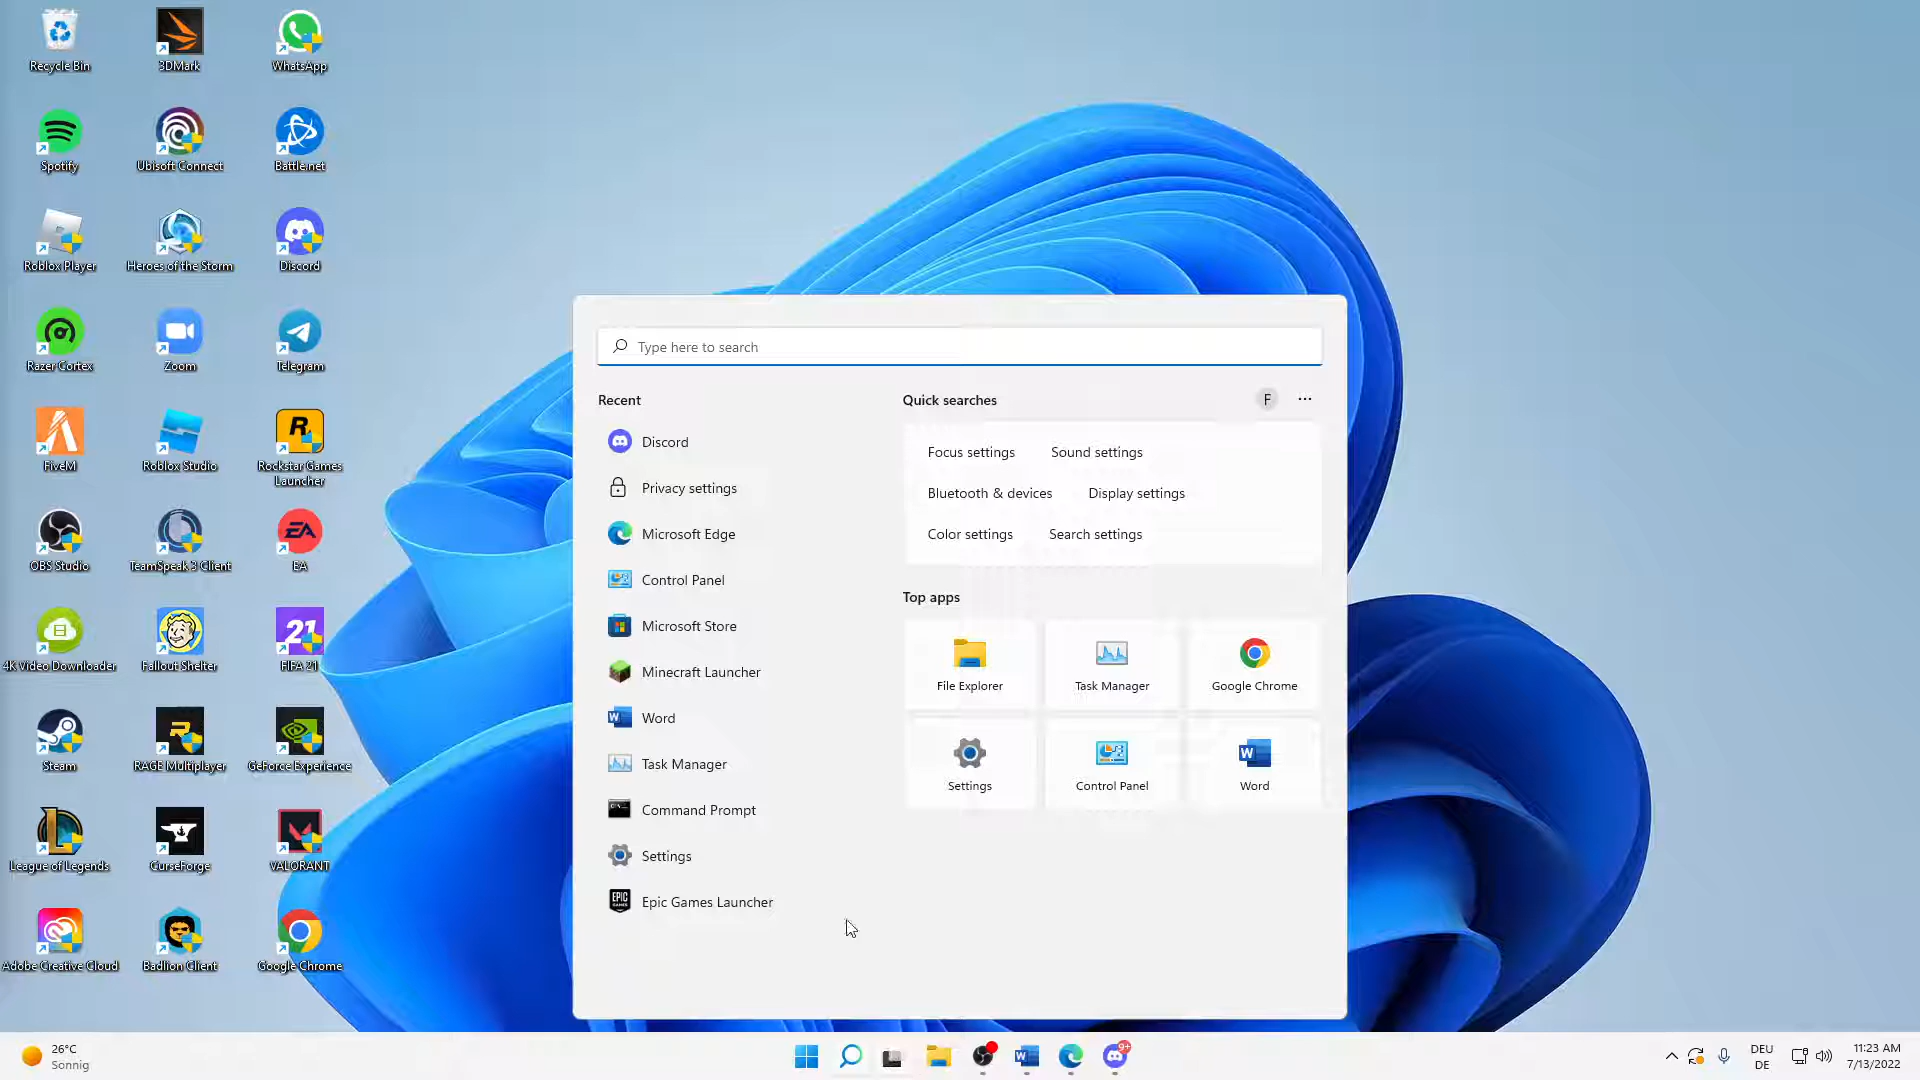 Recycle Bin
3DMark
WhatsApp
Spotify
Ubisoft Connect
Battle.net
Roblox Player
Heroes of the Storm
Discord
Razer Cortex
Zoom
Telegram
FiveM
Roblox Studio
Rockstar Games
Launcher
OBS Studio
TeamSpeak 3 Client
EA
4K Video Downloader
Fallout Shelter
FIFA 21
Steam
RAGE Multiplayer
GeForce Experience
League of Legends
CurseForge
VALORANT
Adobe Creative Cloud
Badlion Client
Google Chrome
Type here to search
Recent
Discord
Privacy settings
Microsoft Edge
Control Panel
Microsoft Store
Minecraft Launcher
Word
Task Manager
Command Prompt
Settings
Epic Games Launcher
Quick searches
F
Focus settings
Sound settings
Bluetooth & devices
Display settings
Color settings
Search settings
Top apps
File Explorer
Task Manager
Google Chrome
Settings
Control Panel
Word
26°C
Sonnig
9+
DEU
DE
11:23 AM
7/13/2022